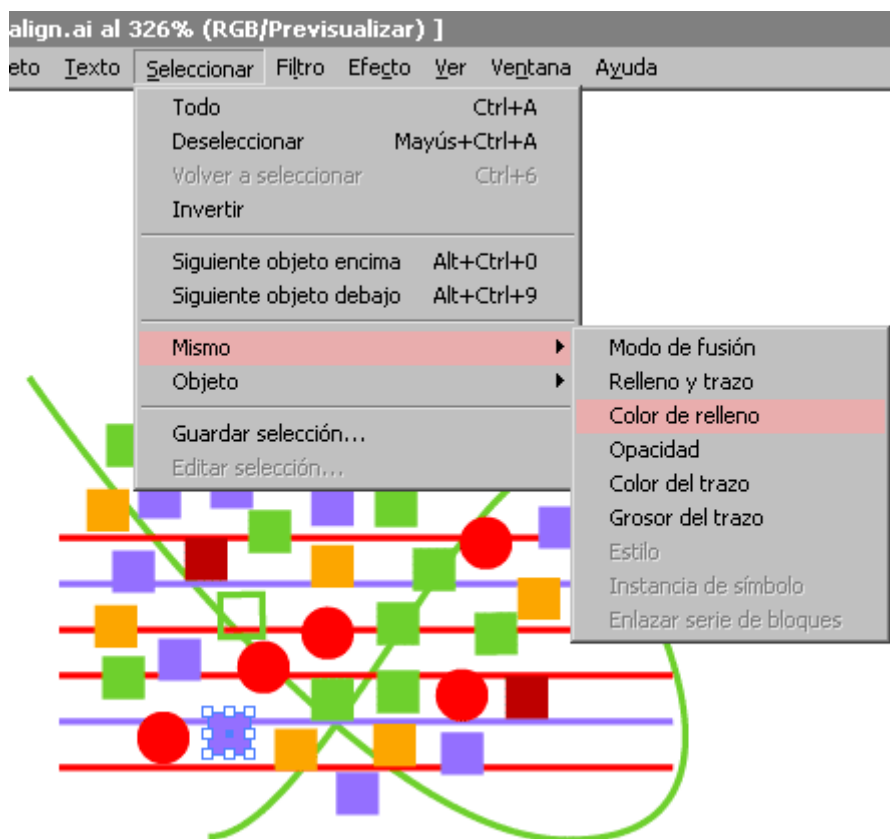 align.ai al 326% (RGB/Previsualizar) ]
eto Texto Seleccionar Filtro Efecto Ver Ventana Ayuda
Todo Ctrl+A
Deseleccionar Mayús+Ctrl+A
Volver a seleccionar Ctrl+6
Invertir
Siguiente objeto encima Alt+Ctrl+0
Siguiente objeto debajo Alt+Ctrl+9
Mismo
Objeto
Guardar selección...
Editar selección...
Modo de fusión
Relleno y trazo
Color de relleno
Opacidad
Color del trazo
Grosor del trazo
Estilo
Instancia de símbolo
Enlazar serie de bloques